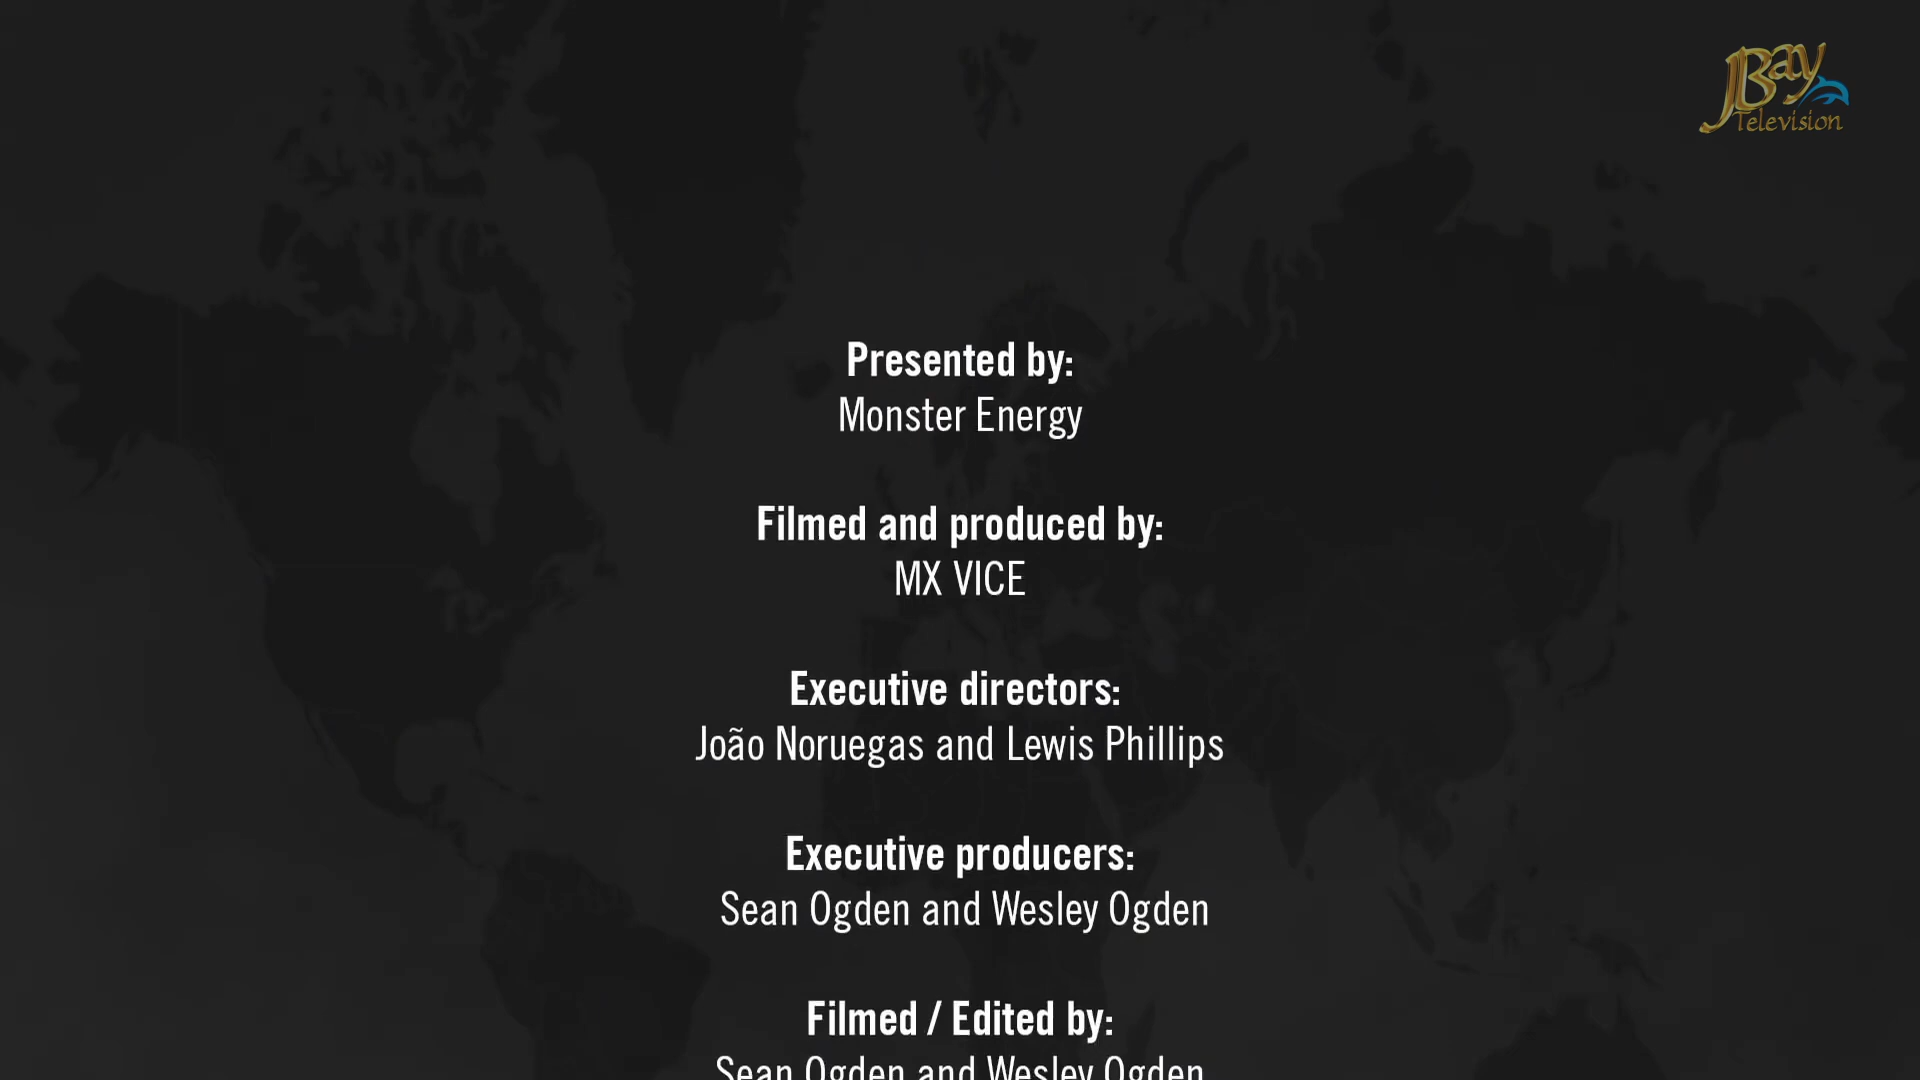 JBay
Television
Presented by:
Monster Energy
Filmed and produced by:
MX VICE
Executive directors:
João Noruegas and Lewis Phillips
Executive producers:
Sean Ogden and Wesley Ogden
Filmed / Edited by:
Sean Ogden and Wesley Ogden